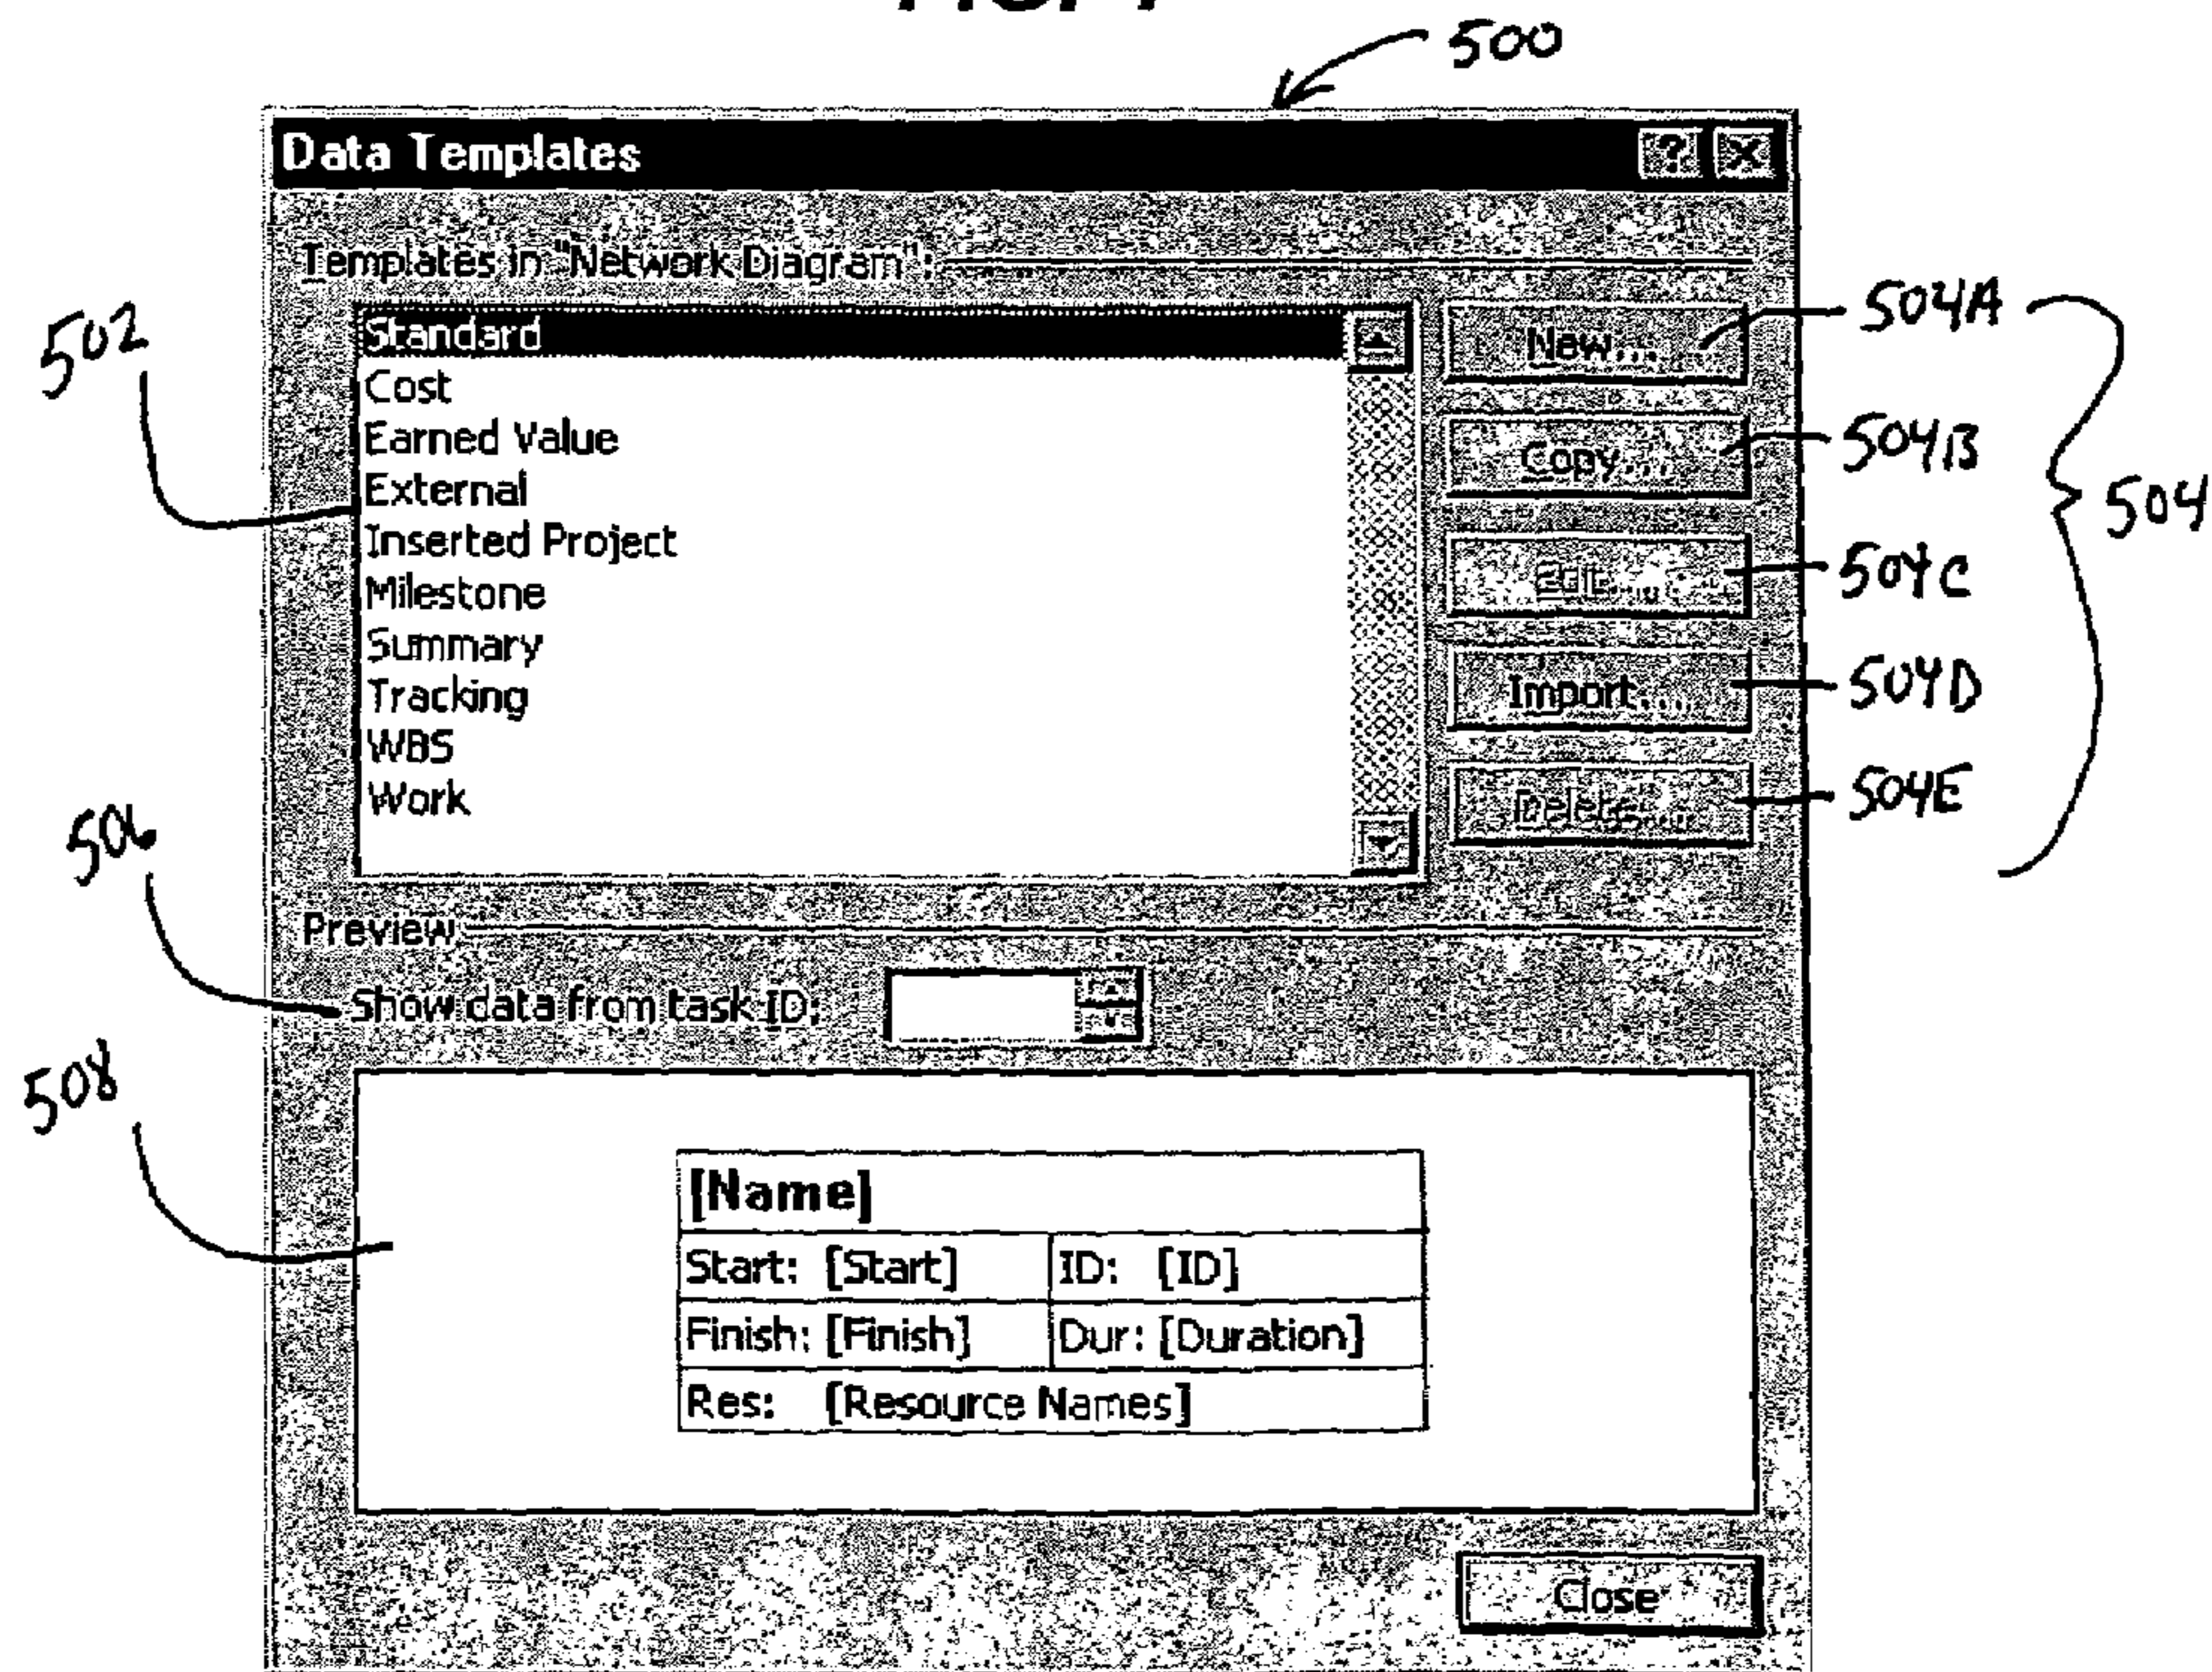 500
Data Templates
Templates in "Network Diagram":
502
Standard
Cost
Earned Value
External
Inserted Project
Milestone
Summary
Tracking
WBS
Work
New...
504A
Copy...
504B
Edit...
504C
Import...
504D
Delete...
504E
504
506
Preview
Show data from task ID:
508
[Name]
Start: [Start] ID: [ID]
Finish: [Finish] Dur: [Duration]
Res: [Resource Names]
Close